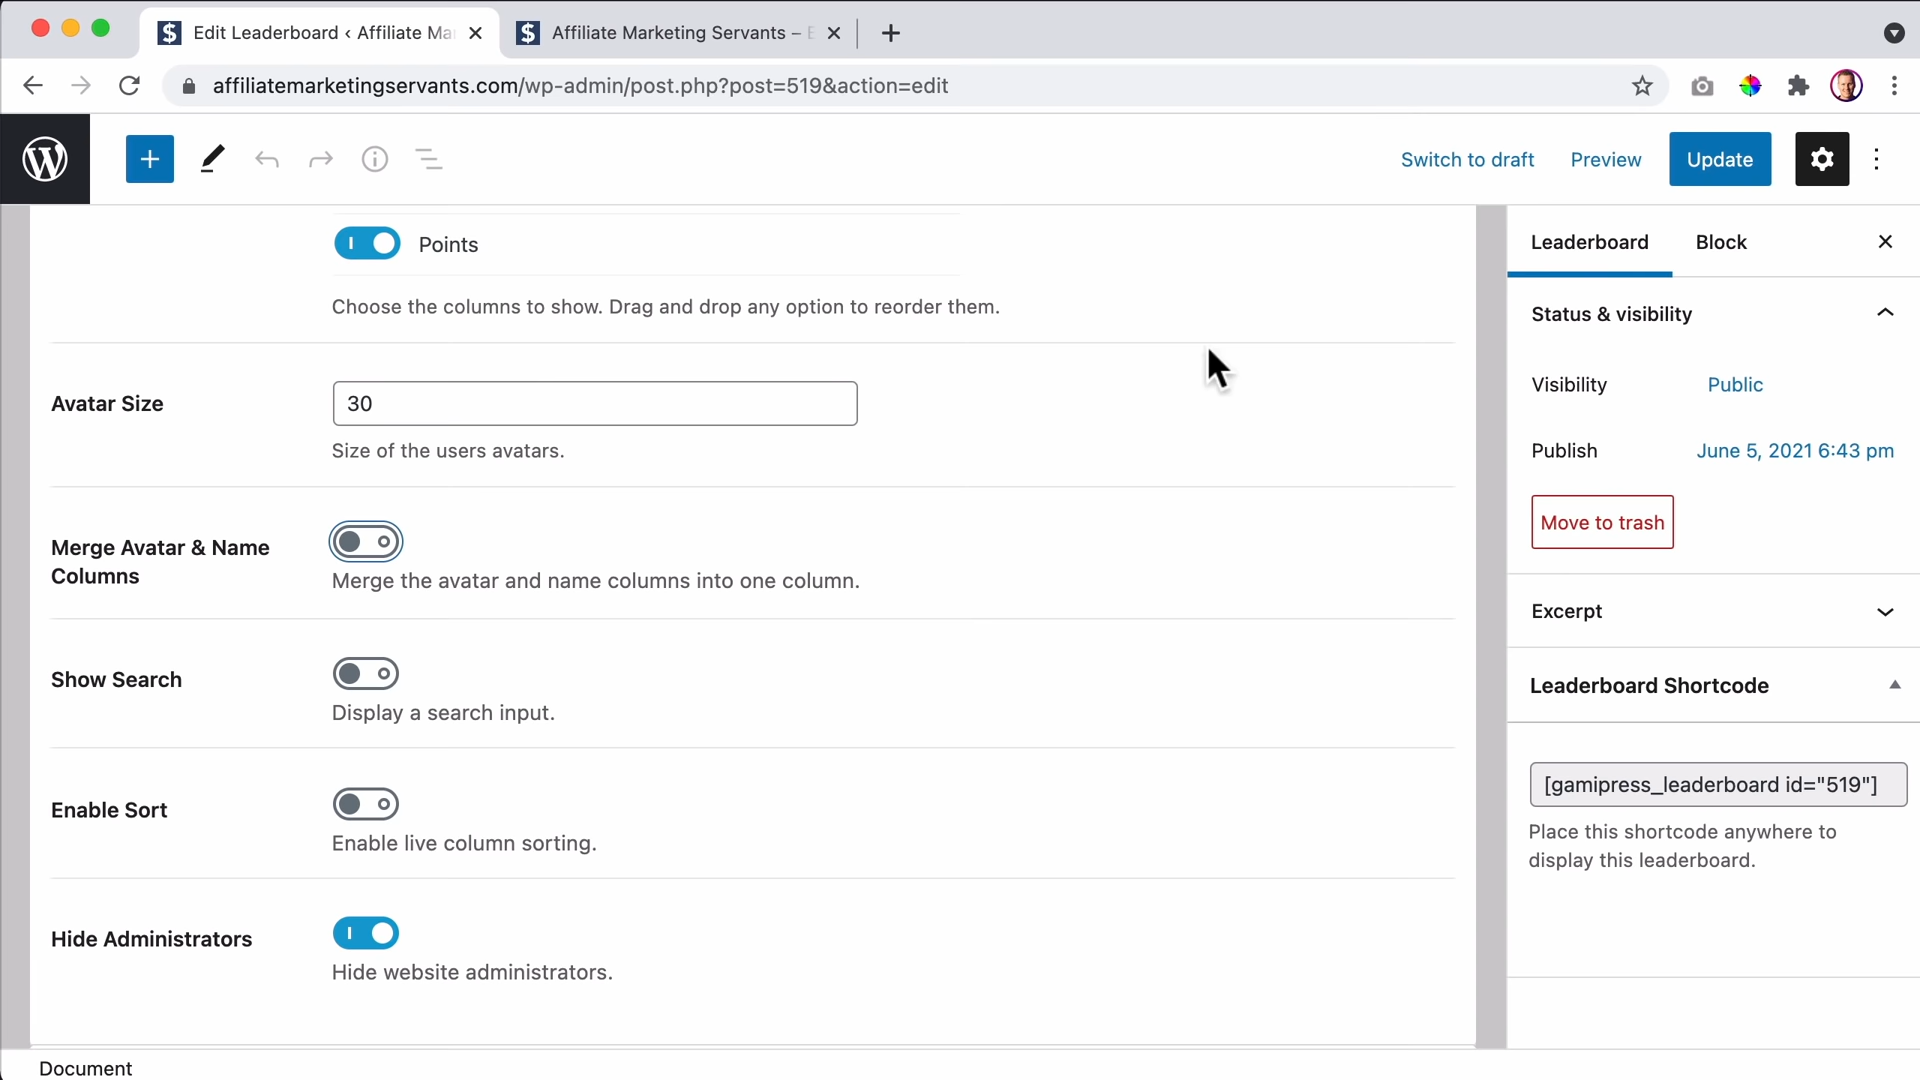 Edit Leaderboard ‹ Affiliate Ma
Affiliate Marketing Servants –
affiliatemarketingservants.com/wp-admin/post.php?post=519&action=edit
Switch to draft
Preview
Update
Points
Choose the columns to show. Drag and drop any option to reorder them.
Avatar Size
30
Size of the users avatars.
Merge Avatar & Name
Columns
Merge the avatar and name columns into one column.
Show Search
Display a search input.
Enable Sort
Enable live column sorting.
Hide Administrators
Hide website administrators.
Leaderboard
Block
Status & visibility
Visibility
Public
Publish
June 5, 2021 6:43 pm
Move to trash
Excerpt
Leaderboard Shortcode
[gamipress_leaderboard id="519"]
Place this shortcode anywhere to
display this leaderboard.
Document